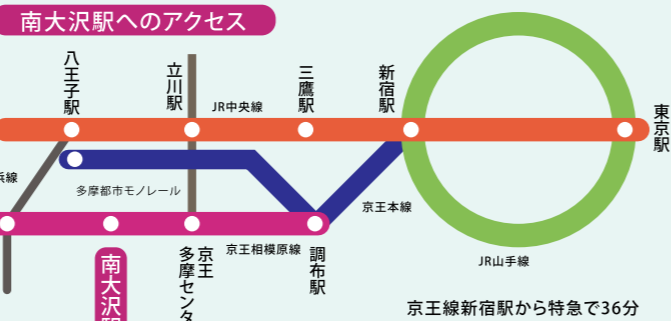 南大沢駅へのアクセス
八王子駅
立川駅
JR中央線
三鷹駅
新宿駅
東京駅
浜線
多摩都市モノレール
京王本線
京王相模原線
調布駅
京王
多摩センタ
南大沢駅
JR山手線
京王線新宿駅から特急で36分